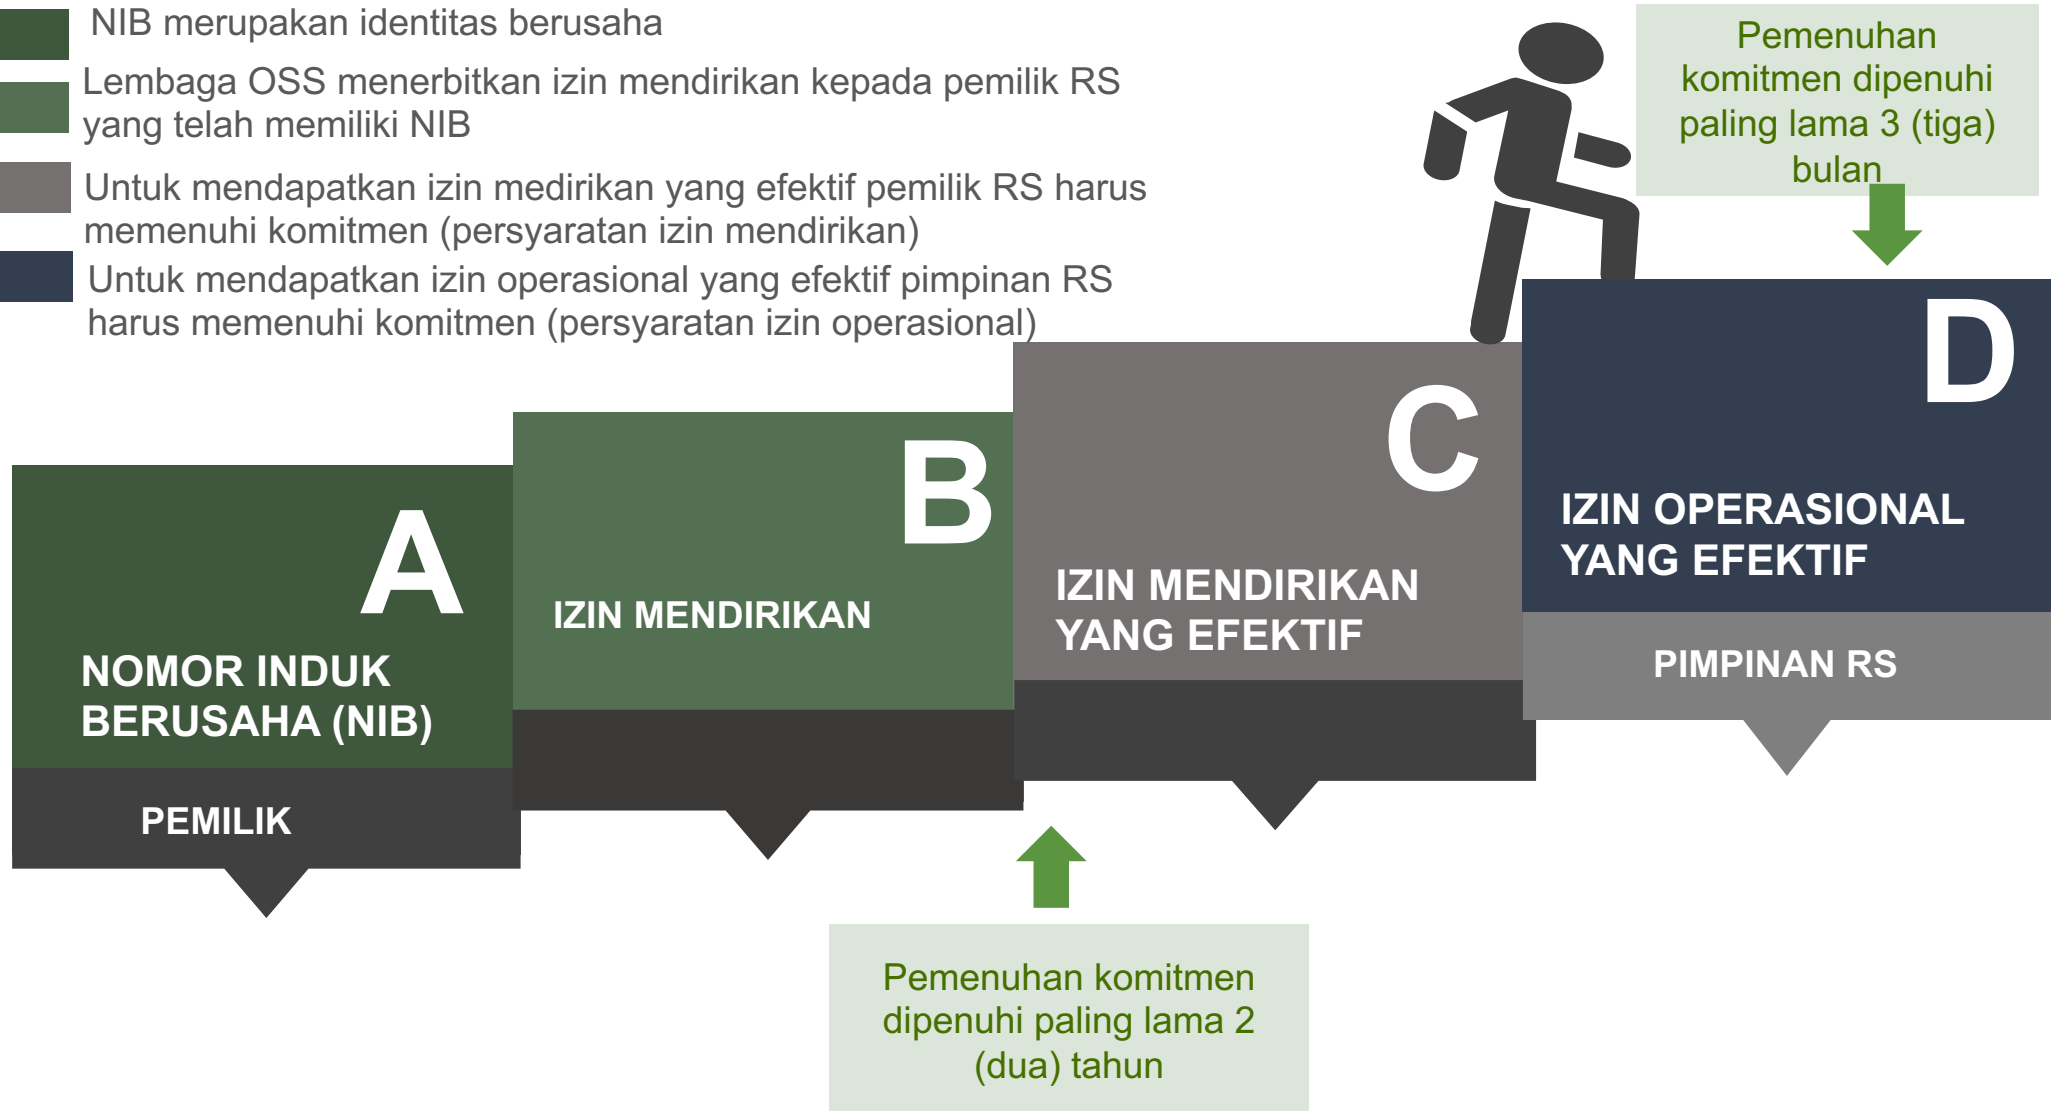 NIB merupakan identitas berusaha
Lembaga OSS menerbitkan izin mendirikan kepada pemilik RS
yang telah memiliki NIB
Untuk mendapatkan izin medirikan yang efektif pemilik RS harus
memenuhi komitmen (persyaratan izin mendirikan)
Untuk mendapatkan izin operasional yang efektif pimpinan RS
harus memenuhi komitmen (persyaratan izin operasional)
Pemenuhan
komitmen dipenuhi
paling lama 3 (tiga)
bulan
A
NOMOR INDUK
BERUSAHA (NIB)
PEMILIK
B
IZIN MENDIRIKAN
C
IZIN MENDIRIKAN
YANG EFEKTIF
D
IZIN OPERASIONAL
YANG EFEKTIF
PIMPINAN RS
Pemenuhan komitmen
dipenuhi paling lama 2
(dua) tahun